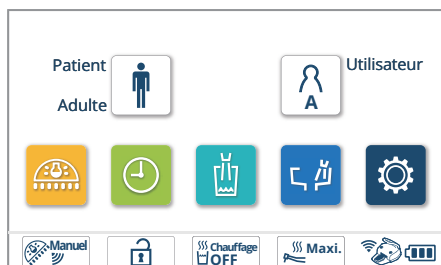 Patient
Utilisateur
Adulte
A
Manuel
Chauffage
OFF
Maxi.